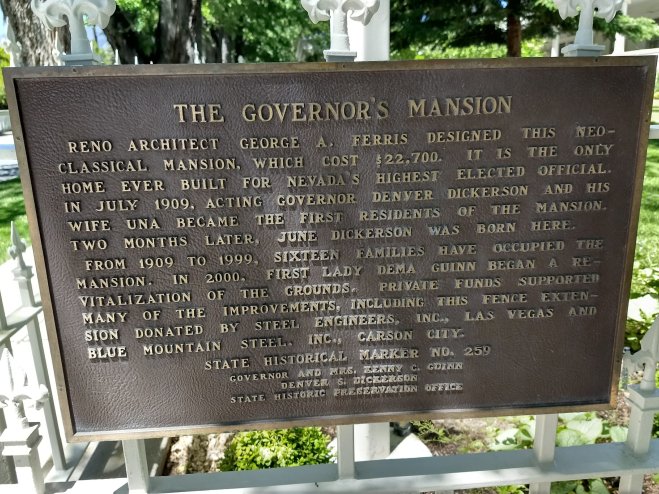 THE GOVERNOR'S MANSION
RENO ARCHITECT GEORGE A. FERRIS DESIGNED THIS NEO-
CLASSICAL MANSION, WHICH COST $22,700. IT IS THE ONLY
HOME EVER BUILT FOR NEVADA'S HIGHEST ELECTED OFFICIAL.
IN JULY 1909, ACTING GOVERNOR DENVER DICKERSON AND HIS
WIFE UNA BECAME THE FIRST RESIDENTS OF THE MANSION.
TWO MONTHS LATER, JUNE DICKERSON WAS BORN HERE.
FROM 1909 TO 1999, SIXTEEN FAMILIES HAVE OCCUPIED THE
MANSION. IN 2000, FIRST LADY DEMA GUINN BEGAN A RE-
VITALIZATION OF THE GROUNDS. PRIVATE FUNDS SUPPORTED
MANY OF THE IMPROVEMENTS, INCLUDING THIS FENCE EXTEN-
SION DONATED BY STEEL ENGINEERS, INC., LAS VEGAS AND
BLUE MOUNTAIN STEEL, INC., CARSON CITY.
STATE HISTORICAL MARKER NO. 259
GOVERNOR AND MRS. KENNY C. GUINN
DENVER S. DICKERSON
STATE HISTORIC PRESERVATION OFFICE